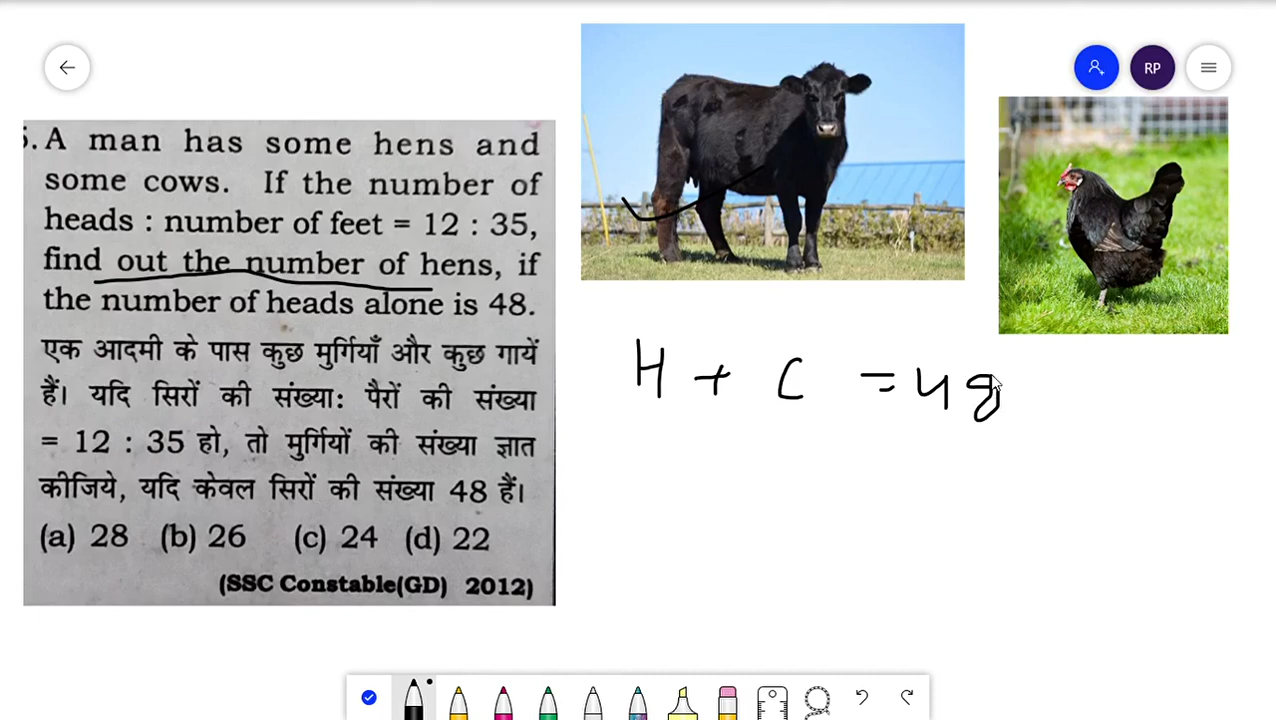 5. A man has some hens and
some cows. If the number of
heads : number of feet = 12 : 35,
find out the number of hens, if
the number of heads alone is 48.
एक आदमी के पास कुछ मुर्गियाँ और कुछ गायें
हैं। यदि सिरों की संख्या: पैरों की संख्या
= 12 : 35 हो, तो मुर्गियों की संख्या ज्ञात
कीजिये, यदि केवल सिरों की संख्या 48 हैं।
(a) 28 (b) 26 (c) 24 (d) 22
(SSC Constable(GD) 2012)
RP
H + C = 48